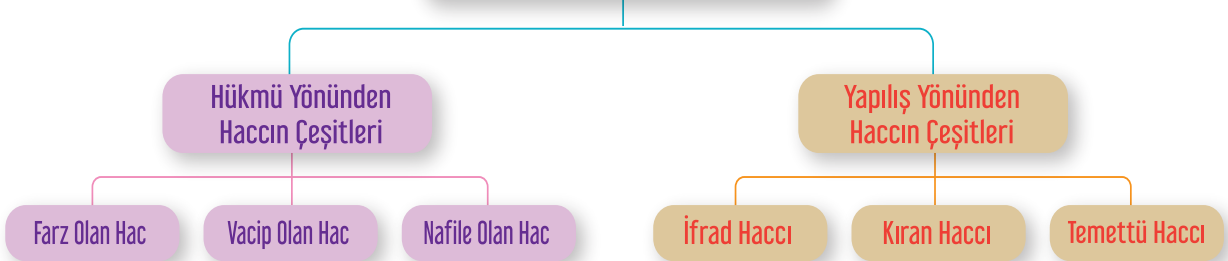 Hükmü Yönünden
Haccın Çeşitleri
Yapılış Yönünden
Haccın Çeşitleri
Farz Olan Hac
Vacip Olan Hac
Nafile Olan Hac
İfrad Haccı
Kıran Haccı
Temettü Haccı